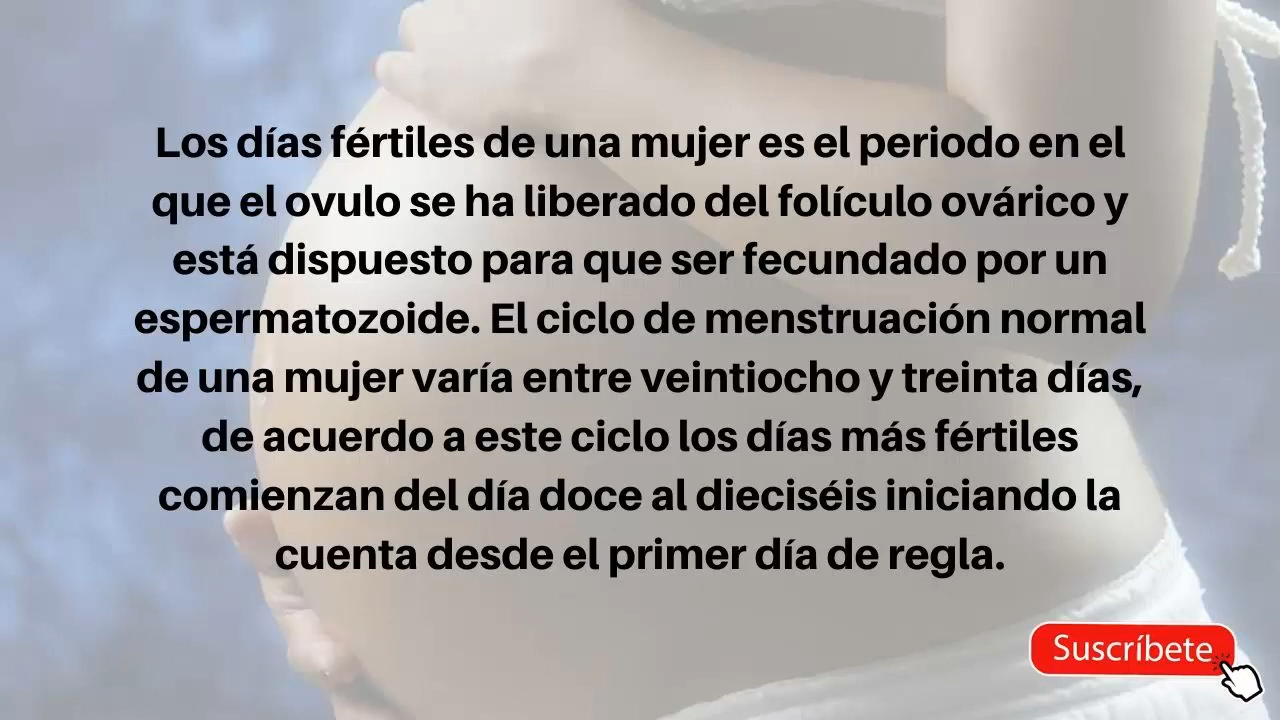 Los días fértiles de una mujer es el periodo en el
que el ovulo se ha liberado del folículo ovárico y
está dispuesto para que ser fecundado por un
espermatozoide. El ciclo de menstruación normal
de una mujer varía entre veintiocho y treinta días,
de acuerdo a este ciclo los días más fértiles
comienzan del día doce al dieciséis iniciando la
cuenta desde el primer día de regla.
Suscríbete